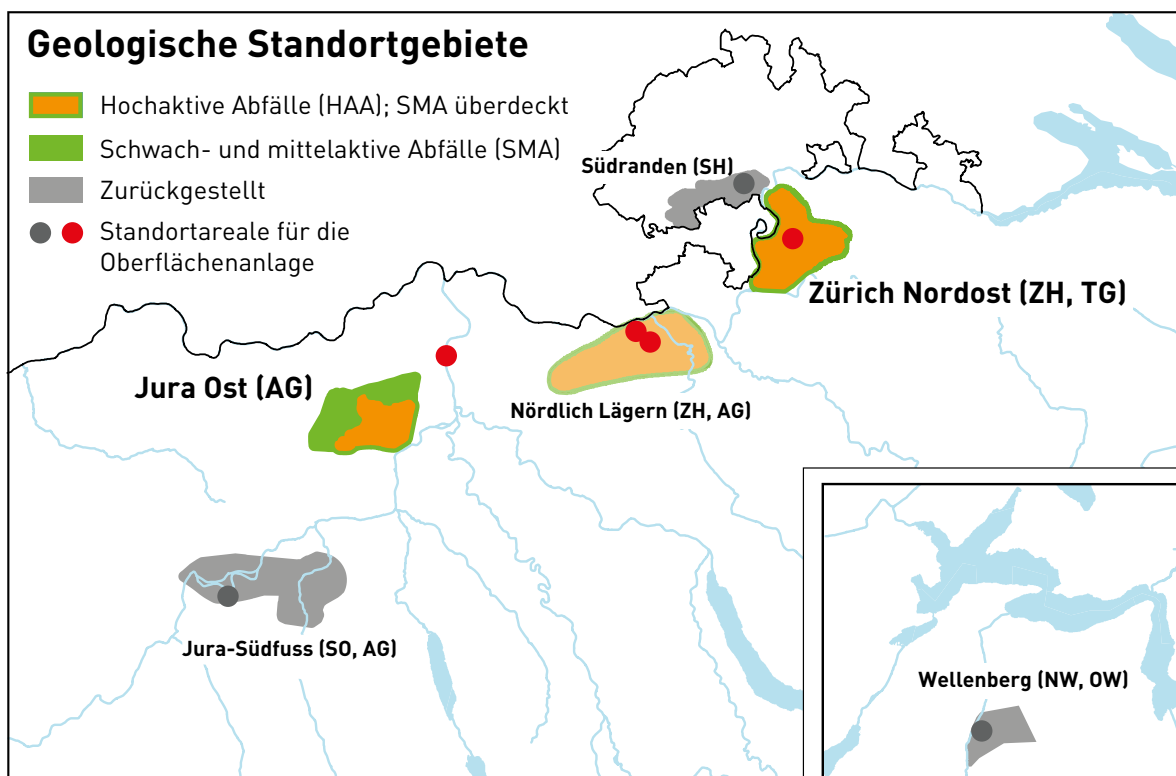 Geologische Standortgebiete
Hochaktive Abfälle (HAA); SMA überdeckt
Schwach- und mittelaktive Abfälle (SMA)
Zurückgestellt
Standortareale für die
Oberflächenanlage
Südranden (SH)
Zürich Nordost (ZH, TG)
Jura Ost (AG)
Nördlich Lägern (ZH, AG)
Jura-Südfuss (SO, AG)
Wellenberg (NW, OW)